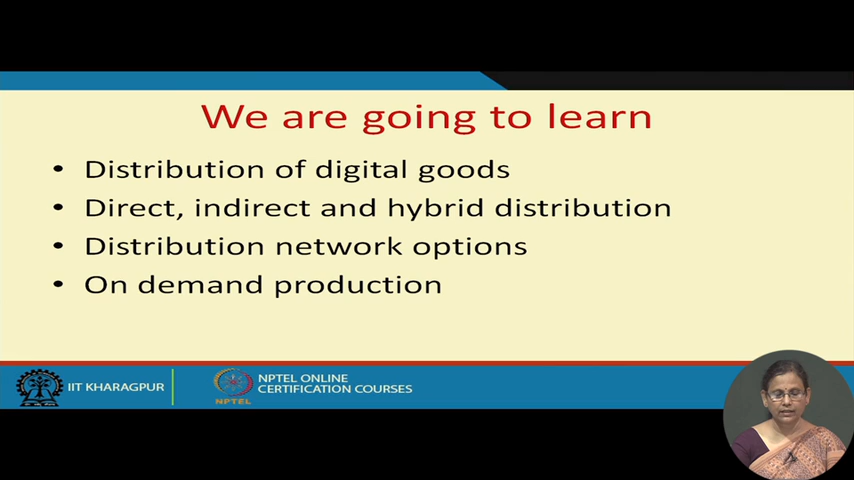 We are going to learn
• Distribution of digital goods
• Direct, indirect and hybrid distribution
• Distribution network options
• On demand production
IIT KHARAGPUR
NPTEL
NPTEL ONLINE
CERTIFICATION COURSES